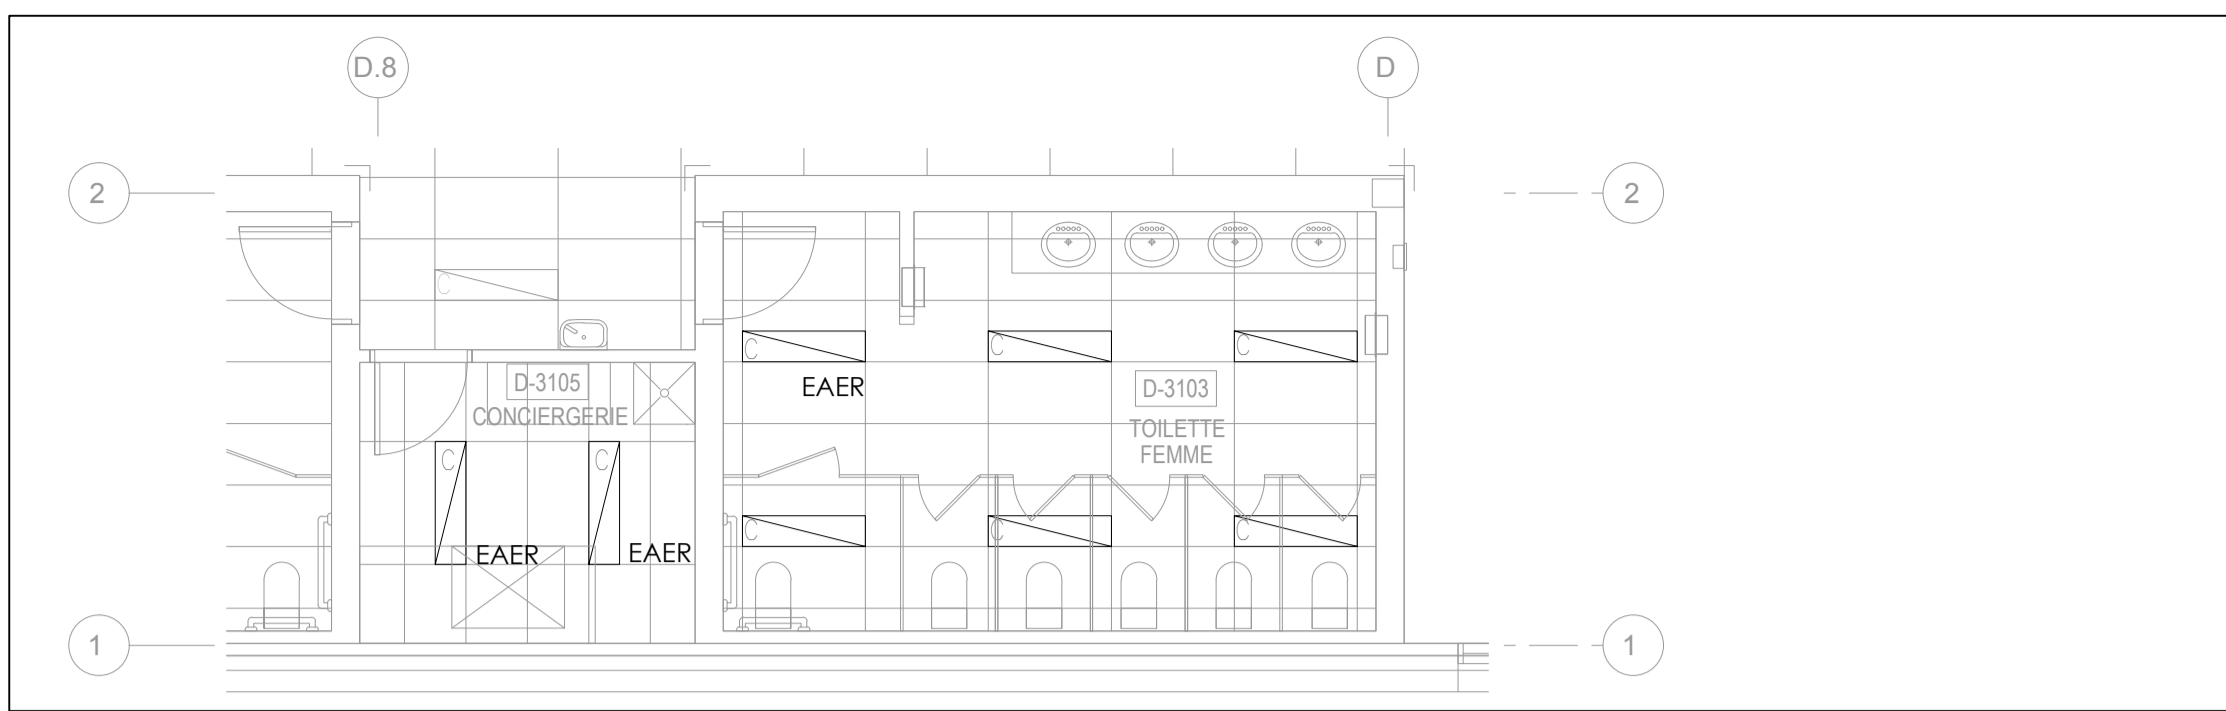 D.8
D
2
2
C
C
C
C
D-3105
CONCIERGERIE
EAER
D-3103
TOILETTE
FEMME
C
C
C
C
C
EAER
EAER
1
1